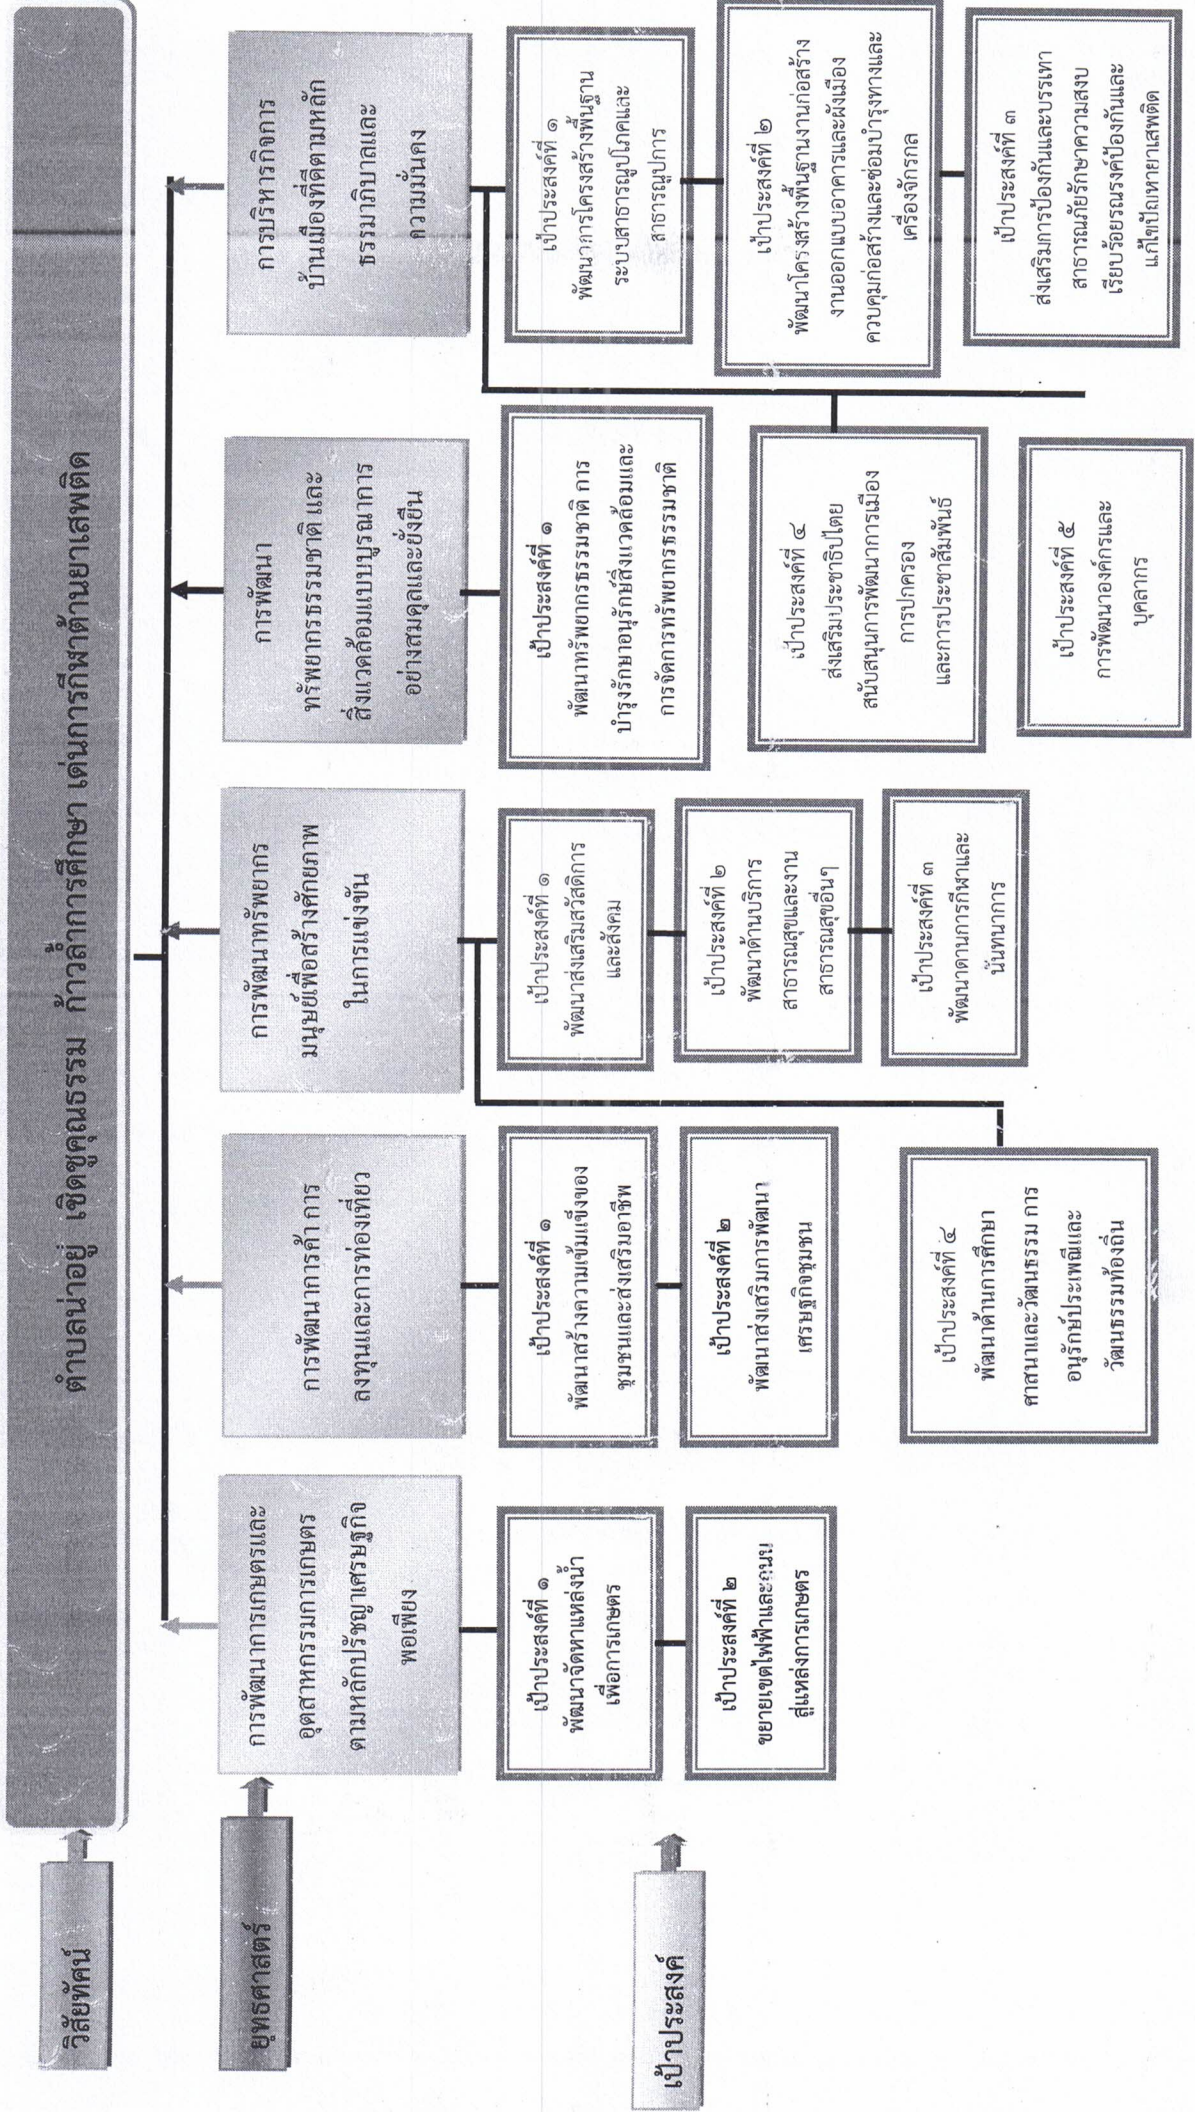 วิสัยทัศน์
ตำบลน่าอยู่  เชิดชูคุณธรรม  ก้าวล้ำการศึกษา เด่นการกีฬาต้านยาเสพติด
ยุทธศาสตร์
การพัฒนาการเกษตรและ
อุตสาหกรรมการเกษตร
ตามหลักปรัชญาเศรษฐกิจ
พอเพียง
การพัฒนาการค้า การ
ลงทุนและการท่องเที่ยว
การพัฒนาทรัพยากร
มนุษย์เพื่อสร้างศักยภาพ
ในการแข่งขัน
การพัฒนา
ทรัพยากรธรรมชาติ และ
สิ่งแวดล้อมแบบบูรณาการ
อย่างสมดุลและยั่งยืน
การบริหารกิจการ
บ้านเมืองที่ดีตามหลัก
ธรรมาภิบาลและ
ความมั่นคง
เป้าประสงค์
เป้าประสงค์ที่ ๑
พัฒนาจัดหาแหล่งน้ำ
เพื่อการเกษตร
เป้าประสงค์ที่ ๒
ขยายเขตไฟฟ้าและถนน
สู่แหล่งการเกษตร
เป้าประสงค์ที่ ๑
พัฒนาสร้างความเข้มแข็งของ
ชุมชนและส่งเสริมอาชีพ
เป้าประสงค์ที่ ๒
พัฒนาส่งเสริมการพัฒนา
เศรษฐกิจชุมชน
เป้าประสงค์ที่ ๑
พัฒนาส่งเสริมสวัสดิการ
และสังคม
เป้าประสงค์ที่ ๒
พัฒนาด้านบริการ
สาธารณสุขและงาน
สาธารณสุขอื่นๆ
เป้าประสงค์ที่ ๓
พัฒนาด้านการกีฬาและ
นันทนาการ
เป้าประสงค์ที่ ๔
พัฒนาด้านการศึกษา
ศาสนาและวัฒนธรรม การ
อนุรักษ์ประเพณีและ
วัฒนธรรมท้องถิ่น
เป้าประสงค์ที่ ๑
พัฒนาทรัพยากรธรรมชาติ การ
บำรุงรักษาอนุรักษ์สิ่งแวดล้อมและ
การจัดการทรัพยากรธรรมชาติ
เป้าประสงค์ที่ ๑
พัฒนาการโครงสร้างพื้นฐาน
ระบบสาธารณูปโภคและ
สาธารณูปการ
เป้าประสงค์ที่ ๒
พัฒนาโครงสร้างพื้นฐานงานก่อสร้าง
งานออกแบบอาคารและผังเมือง
ควบคุมก่อสร้างและซ่อมบำรุงทางและ
เครื่องจักรกล
เป้าประสงค์ที่ ๓
ส่งเสริมการป้องกันและบรรเทา
สาธารณภัยรักษาความสงบ
เรียบร้อยรณรงค์ป้องกันและ
แก้ไขปัญหายาเสพติด
เป้าประสงค์ที่ ๔
ส่งเสริมประชาธิปไตย
สนับสนุนการพัฒนาการเมือง
การปกครอง
และการประชาสัมพันธ์
เป้าประสงค์ที่ ๕
การพัฒนาองค์กรและ
บุคลากร